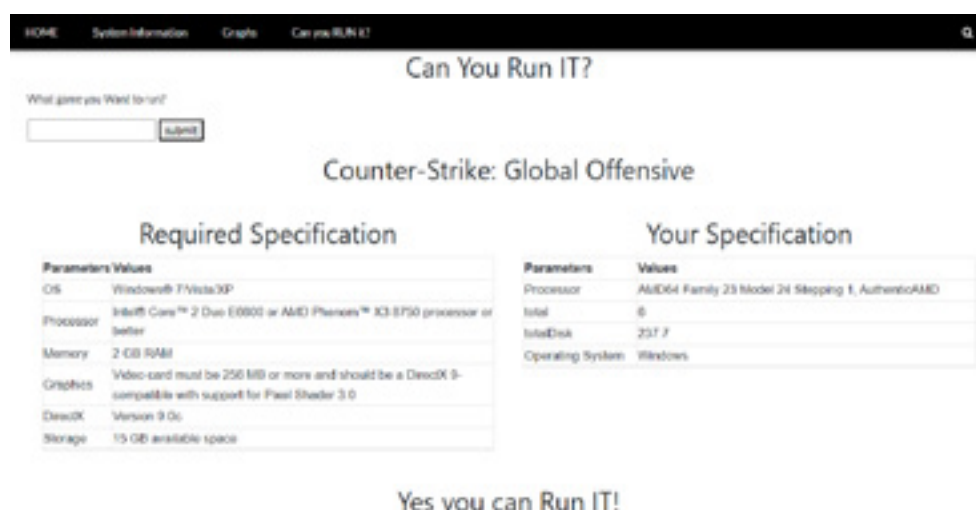 HOME System Information Graphs Can you RUN it?
Can You Run IT?
What game you Want to run?
submit
Counter-Strike: Global Offensive
Required Specification
Parameters Values
OS Windows® 7/Vista/XP
Processor Intel® Core™ 2 Duo E6600 or AMD Phenom™ X3 8750 processor or
better
Memory 2 GB RAM
Graphics Video card must be 256 MB or more and should be a DirectX 9-
compatible with support for Pixel Shader 3.0
DirectX Version 9.0c
Storage 15 GB available space
Your Specification
Parameters Values
Processor AMD64 Family 23 Model 24 Stepping 1, AuthenticAMD
total 6
totalDisk 237.7
Operating System Windows
Yes you can Run IT!